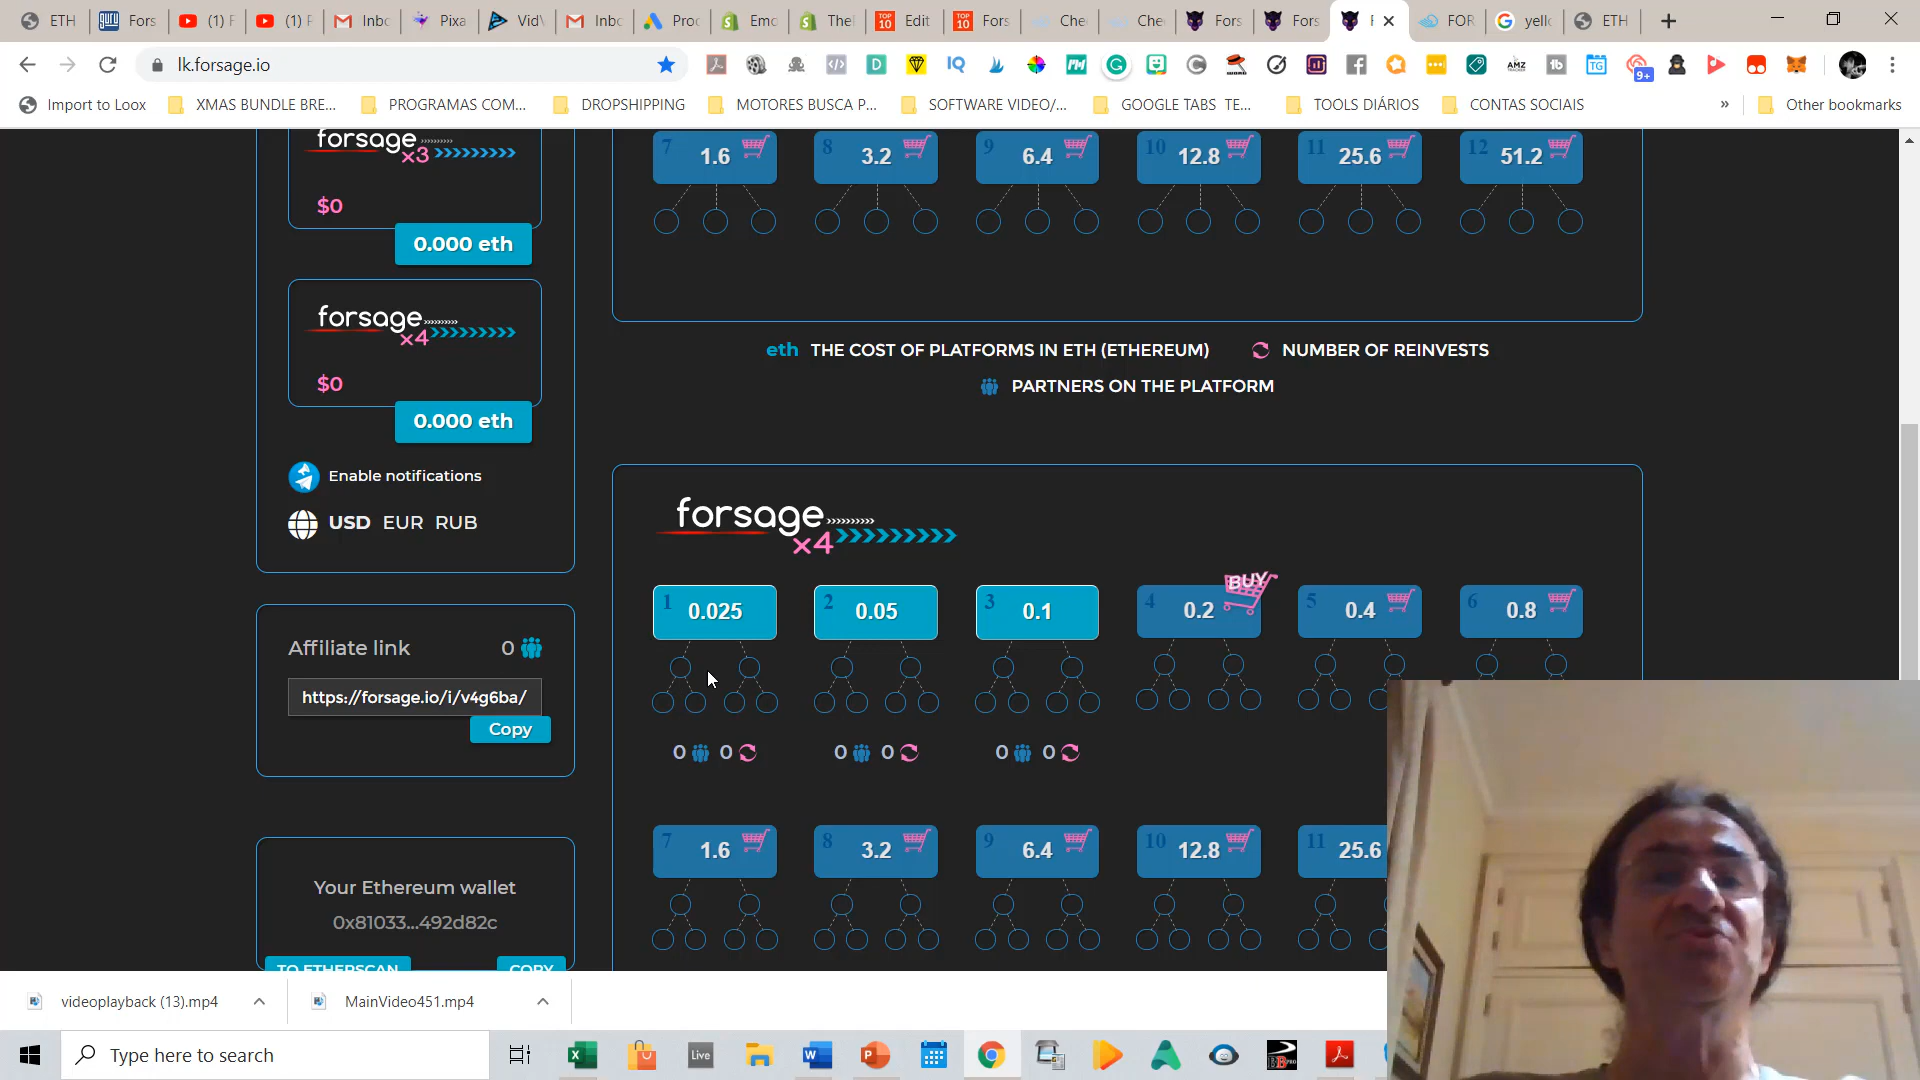 ETH
Fors
(1) F
(1) F
Inbo
Pixa
Vid\
Inbo
Proc
Emo
Thel
Edit
Fors
Che
Che
Fors
Fors
F
FOR
yell
ETH
lk.forsage.io
Import to Loox
XMAS BUNDLE BRE...
PROGRAMAS COM...
DROPSHIPPING
MOTORES BUSCA P...
SOFTWARE VIDEO/...
GOOGLE TABS TE...
TOOLS DIÁRIOS
CONTAS SOCIAIS
»
Other bookmarks
forsage
x3
$0
0.000 eth
forsage
x4
$0
0.000 eth
Enable notifications
USD EUR RUB
Affiliate link 0
https://forsage.io/i/v4g6ba/
Copy
Your Ethereum wallet
0x81033...492d82c
TO ETHERSCAN COPY
7 1.6
8 3.2
9 6.4
10 12.8
11 25.6
12 51.2
eth THE COST OF PLATFORMS IN ETH (ETHEREUM)
NUMBER OF REINVESTS
PARTNERS ON THE PLATFORM
forsage
x4
1 0.025
2 0.05
3 0.1
4 0.2 BUY
5 0.4
6 0.8
0 0
0 0
0 0
7 1.6
8 3.2
9 6.4
10 12.8
11 25.6
videoplayback (13).mp4
MainVideo451.mp4
Type here to search
Live